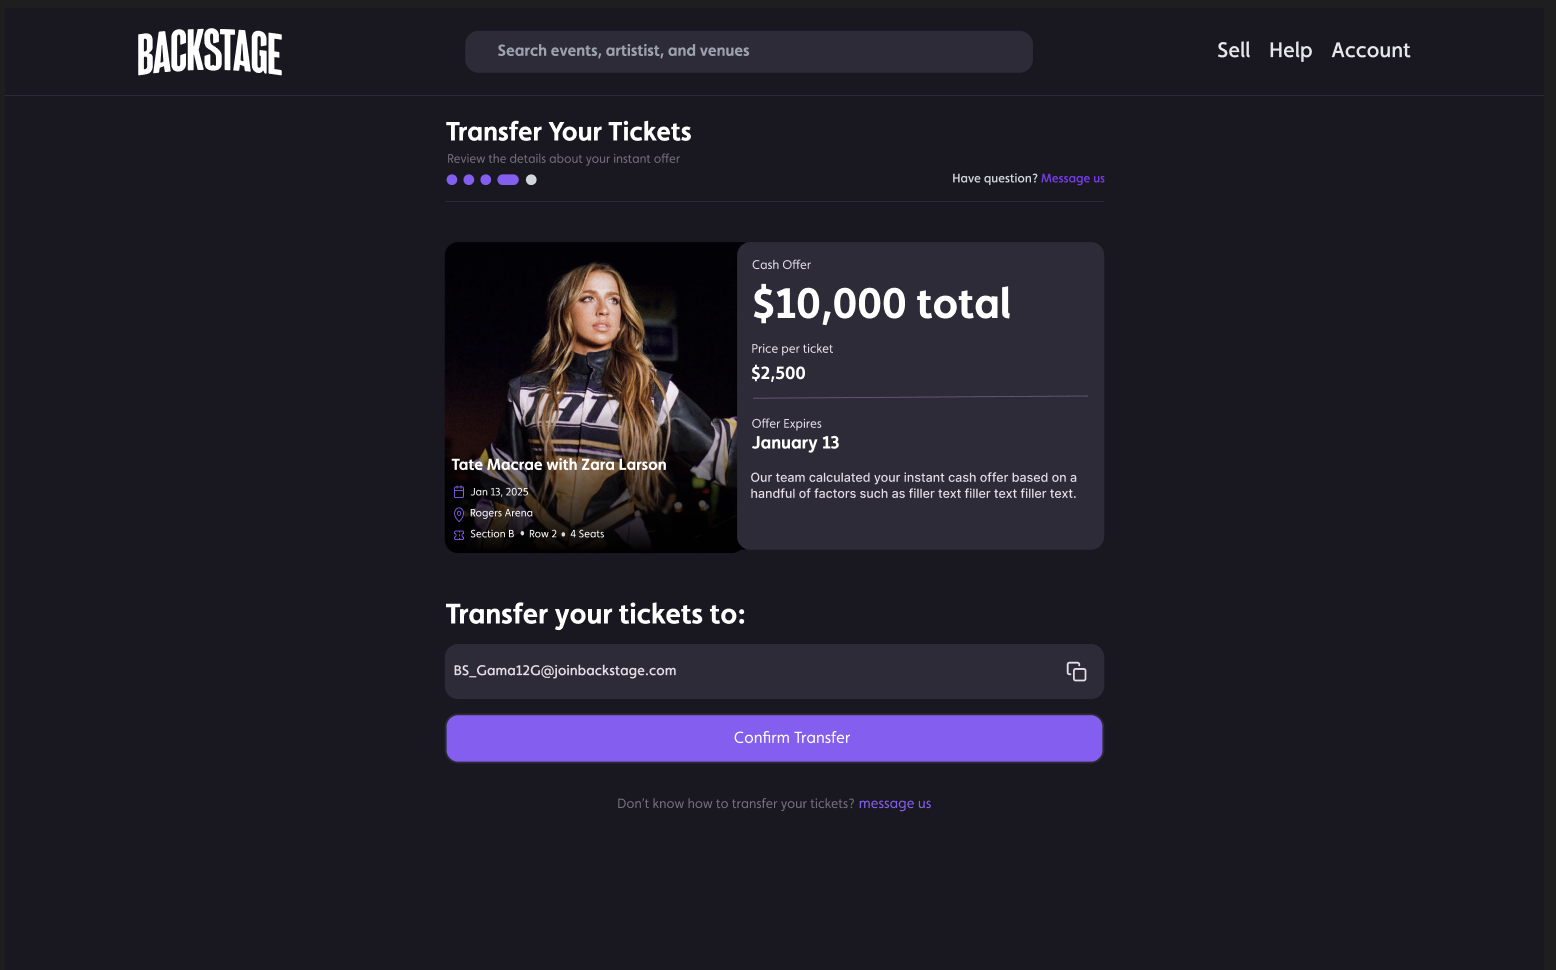 BACKSTAGE
Search events, artistist, and venues
Sell Help Account
Transfer Your Tickets
Review the details about your instant offer
Have question? Message us
Cash Offer
$10,000 total
Price per ticket
$2,500
Offer Expires
January 13
Our team calculated your instant cash offer based on a
handful of factors such as filler text filler text filler text.
Tate Macrae with Zara Larson
Jan 13, 2025
Rogers Arena
Section B • Row 2 • 4 Seats
Transfer your tickets to:
BS_Gama12G@joinbackstage.com
Confirm Transfer
Don't know how to transfer your tickets? message us